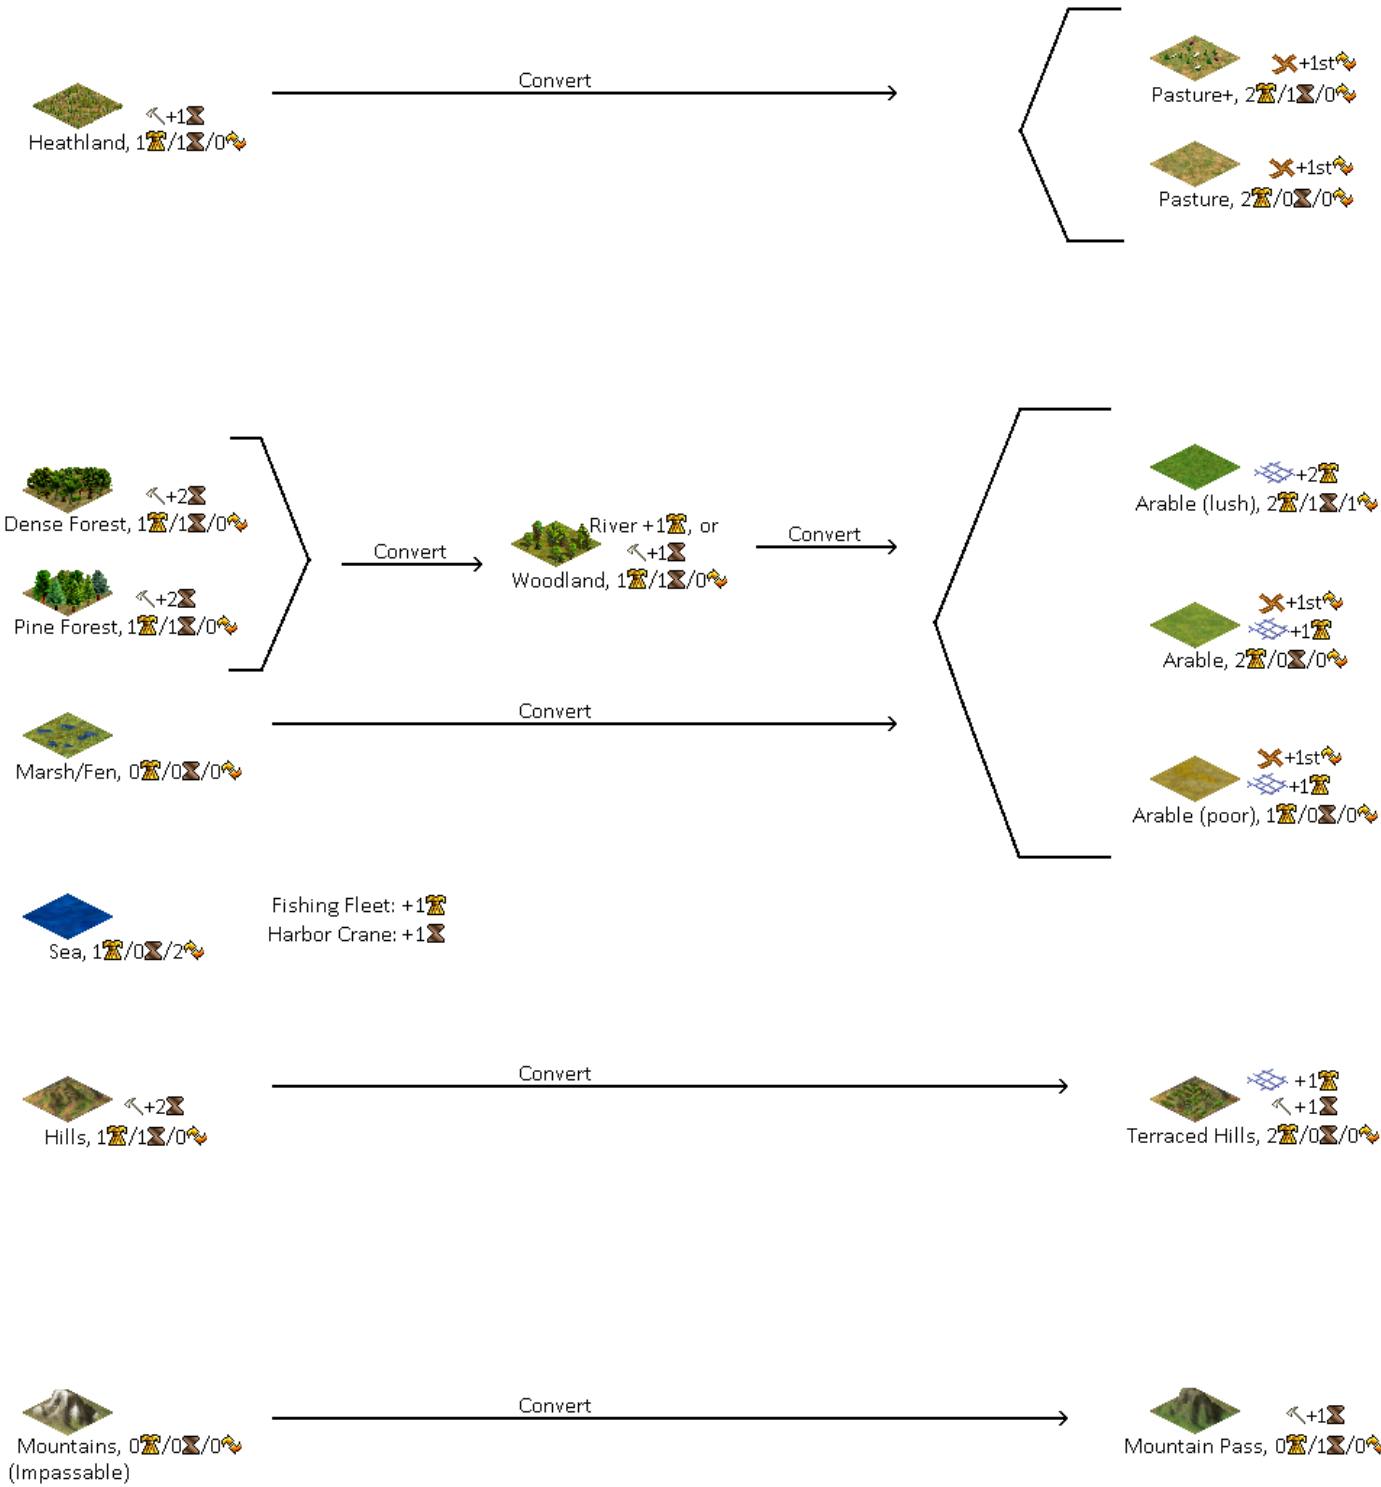 Convert
+1st
Pasture+, 2/1/0
+1
Heathland, 1/1/0
+1st
Pasture, 2/0/0
+2
Dense Forest, 1/1/0
+2
Pine Forest, 1/1/0
Convert
River +1, or
+1
Woodland, 1/1/0
Convert
+2
Arable (lush), 2/1/1
+1st
+1
Arable, 2/0/0
Convert
Marsh/Fen, 0/0/0
+1st
+1
Arable (poor), 1/0/0
Sea, 1/0/2
Fishing Fleet: +1
Harbor Crane: +1
Convert
+2
Hills, 1/1/0
+1
+1
Terraced Hills, 2/0/0
Convert
Mountains, 0/0/0
(Impassable)
+1
Mountain Pass, 0/1/0